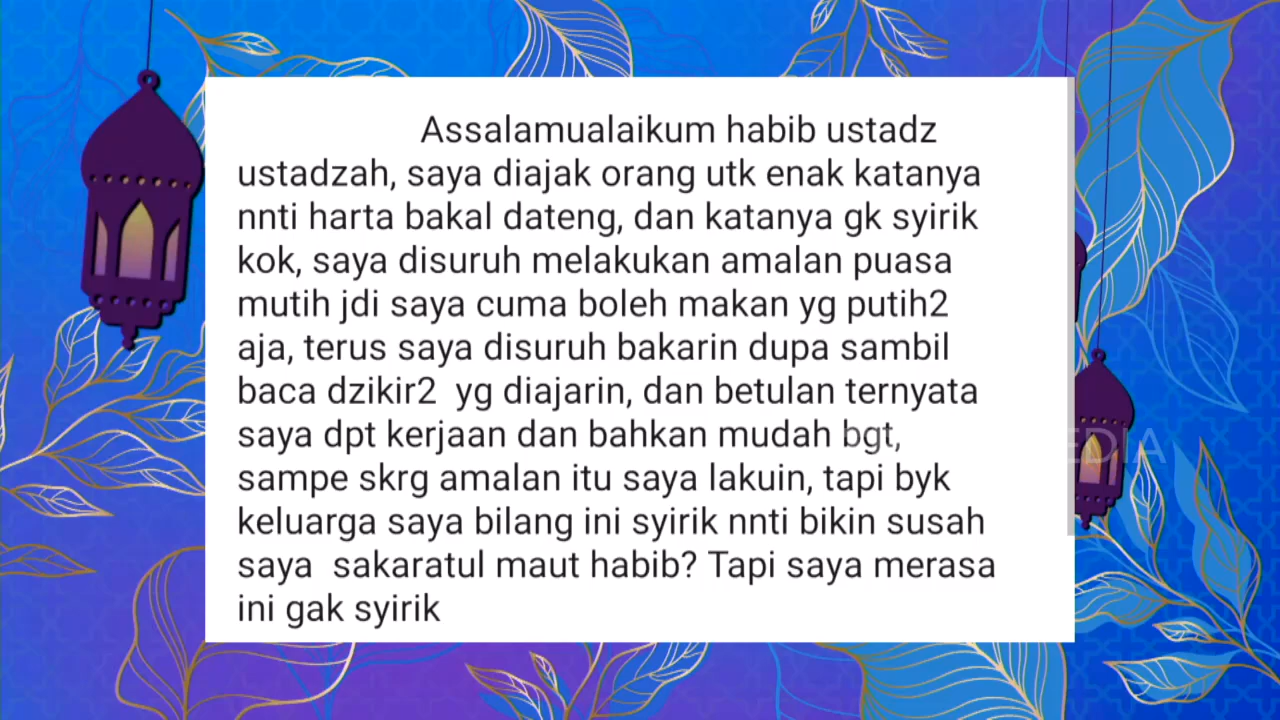 Assalamualaikum habib ustadz
ustadzah, saya diajak orang utk enak katanya
nnti harta bakal dateng, dan katanya gk syirik
kok, saya disuruh melakukan amalan puasa
mutih jdi saya cuma boleh makan yg putih2
aja, terus saya disuruh bakarin dupa sambil
baca dzikir2  yg diajarin, dan betulan ternyata
saya dpt kerjaan dan bahkan mudah bgt,
sampe skrg amalan itu saya lakuin, tapi byk
keluarga saya bilang ini syirik nnti bikin susah
saya  sakaratul maut habib? Tapi saya merasa
ini gak syirik